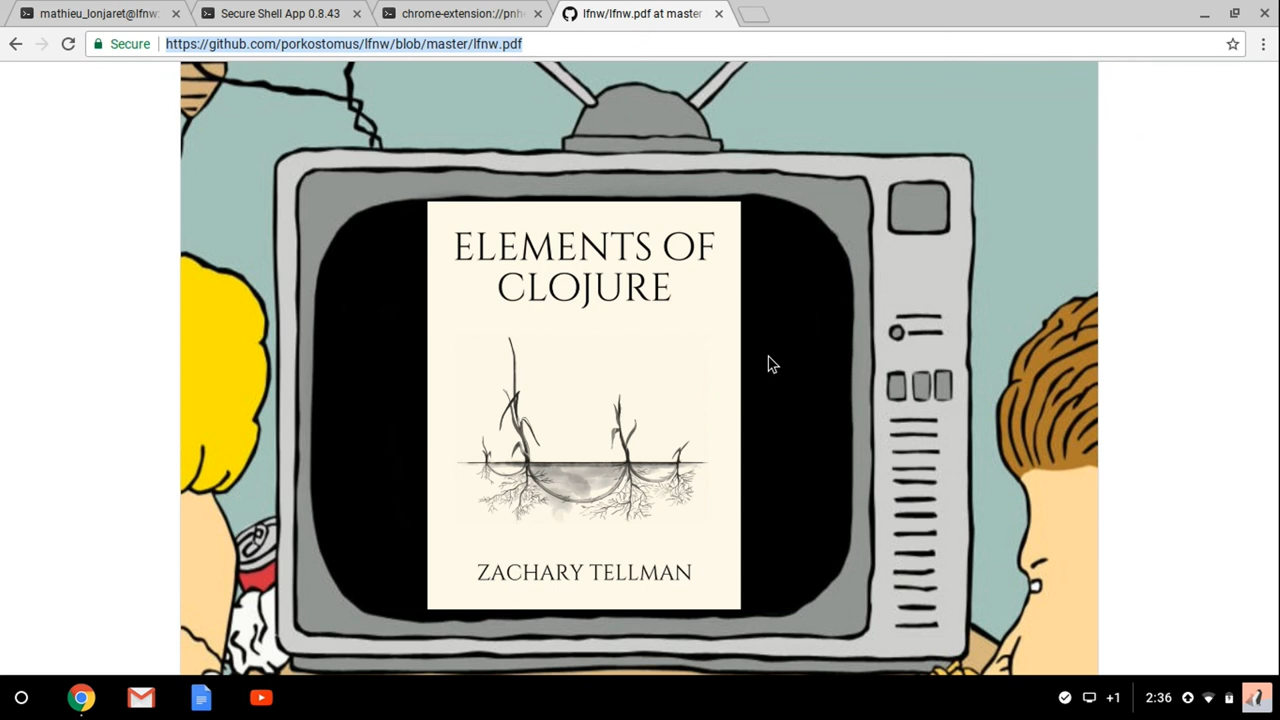 mathieu_lonjaret@lfnw:
Secure Shell App 0.8.43
chrome-extension://pnh
lfnw/lfnw.pdf at master
Secure
https://github.com/porkostomus/lfnw/blob/master/lfnw.pdf
ELEMENTS OF
CLOJURE
ZACHARY TELLMAN
+1
2:36